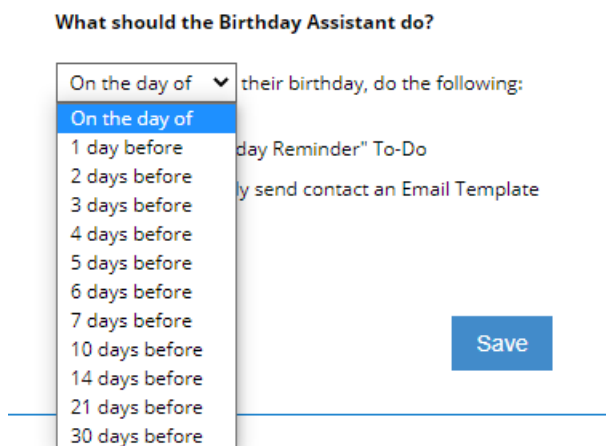 What should the Birthday Assistant do?
On the day of their birthday, do the following:
On the day of
1 day before
day Reminder" To-Do
2 days before
ly send contact an Email Template
3 days before
4 days before
5 days before
6 days before
7 days before
10 days before
Save
14 days before
21 days before
30 days before